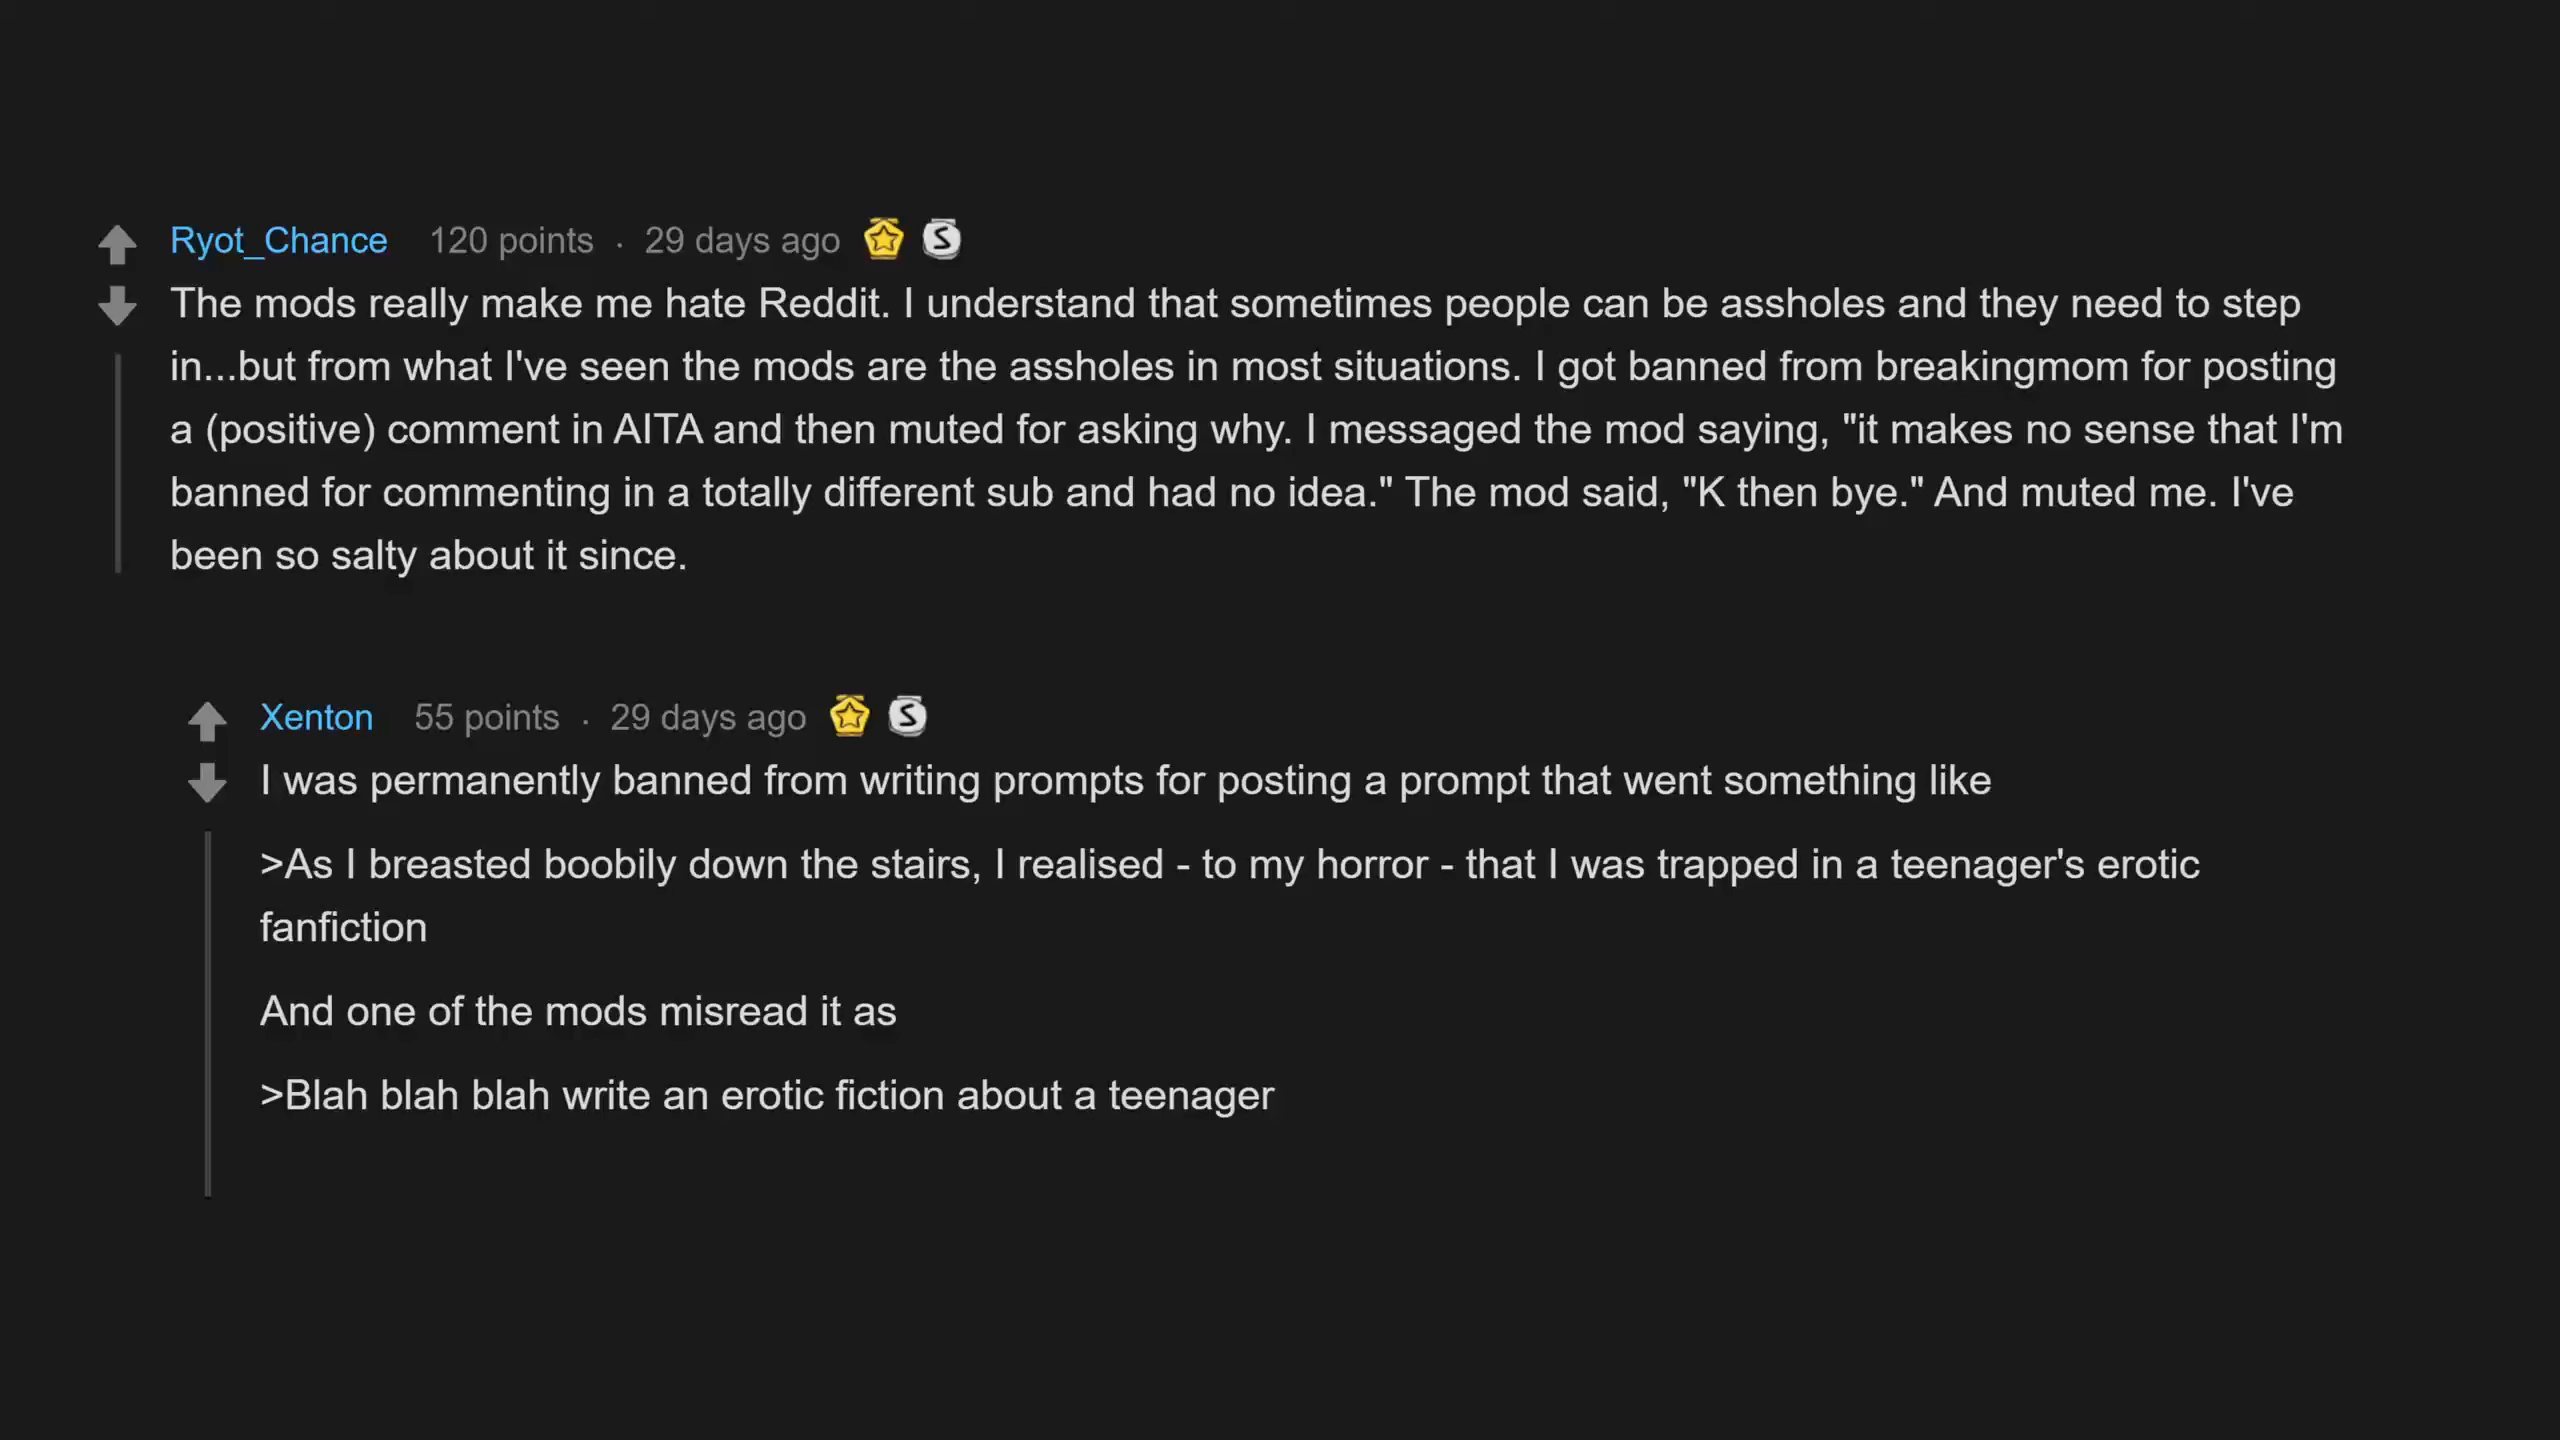 Ryot_Chance 120 points · 29 days ago
The mods really make me hate Reddit. I understand that sometimes people can be assholes and they need to step
in...but from what I've seen the mods are the assholes in most situations. I got banned from breakingmom for posting
a (positive) comment in AITA and then muted for asking why. I messaged the mod saying, "it makes no sense that I'm
banned for commenting in a totally different sub and had no idea." The mod said, "K then bye." And muted me. I've
been so salty about it since.
Xenton 55 points · 29 days ago
I was permanently banned from writing prompts for posting a prompt that went something like
>As I breasted boobily down the stairs, I realised - to my horror - that I was trapped in a teenager's erotic
fanfiction
And one of the mods misread it as
>Blah blah blah write an erotic fiction about a teenager